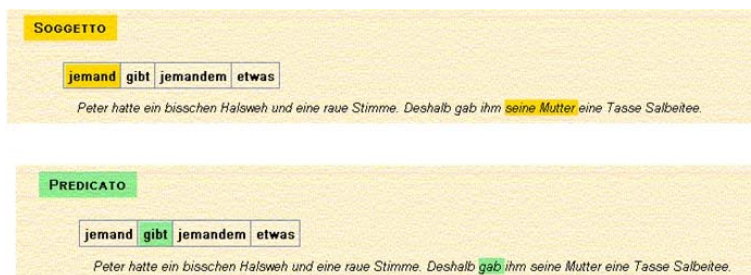 SOGGETTO
jemand gibt jemandem etwas
Peter hatte ein bisschen Halsweh und eine raue Stimme. Deshalb gab ihm seine Mutter eine Tasse Salbeitee.
PREDICATO
jemand gibt jemandem etwas
Peter hatte ein bisschen Halsweh und eine raue Stimme. Deshalb gab ihm seine Mutter eine Tasse Salbeitee.